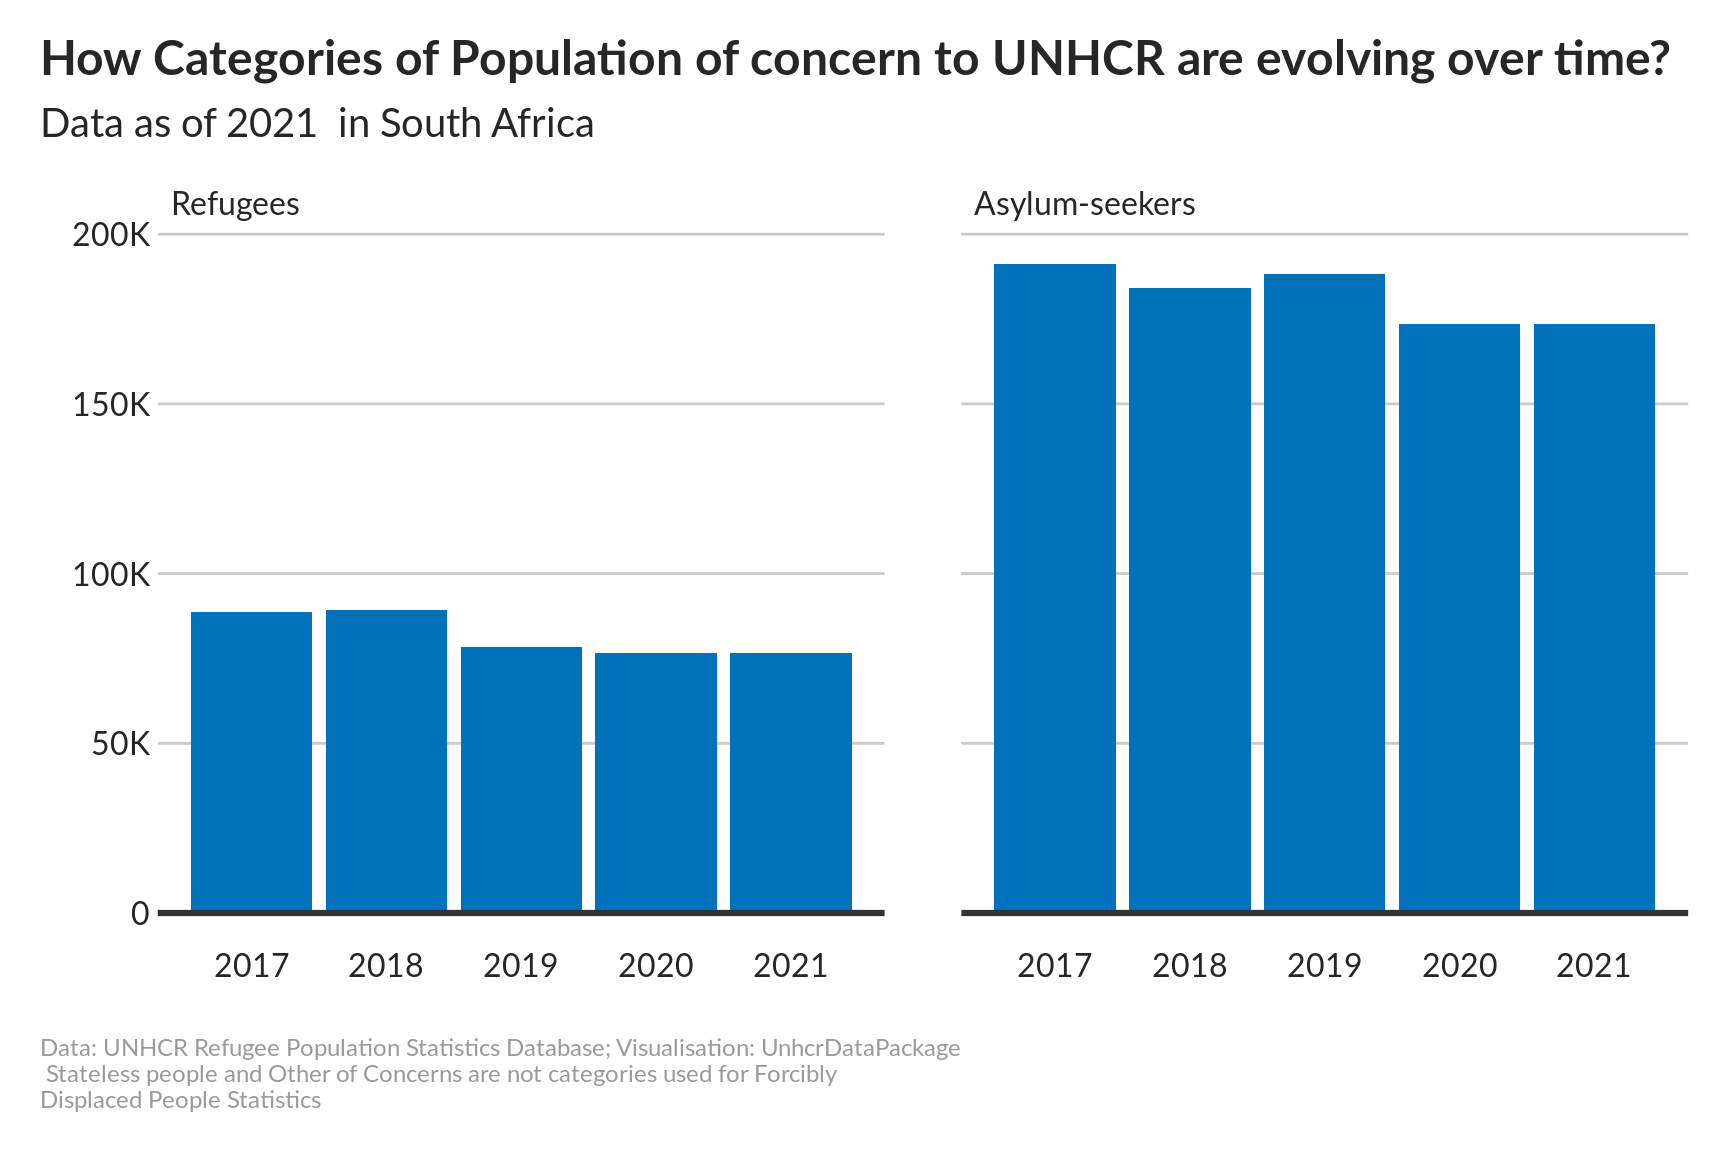 How Categories of Population of concern to UNHCR are evolving over time?
Data as of 2021  in South Africa
Refugees
Asylum-seekers
200K
150K
100K
50K
0
2017 2018 2019 2020 2021
2017 2018 2019 2020 2021
Data: UNHCR Refugee Population Statistics Database; Visualisation: UnhcrDataPackage
Stateless people and Other of Concerns are not categories used for Forcibly
Displaced People Statistics